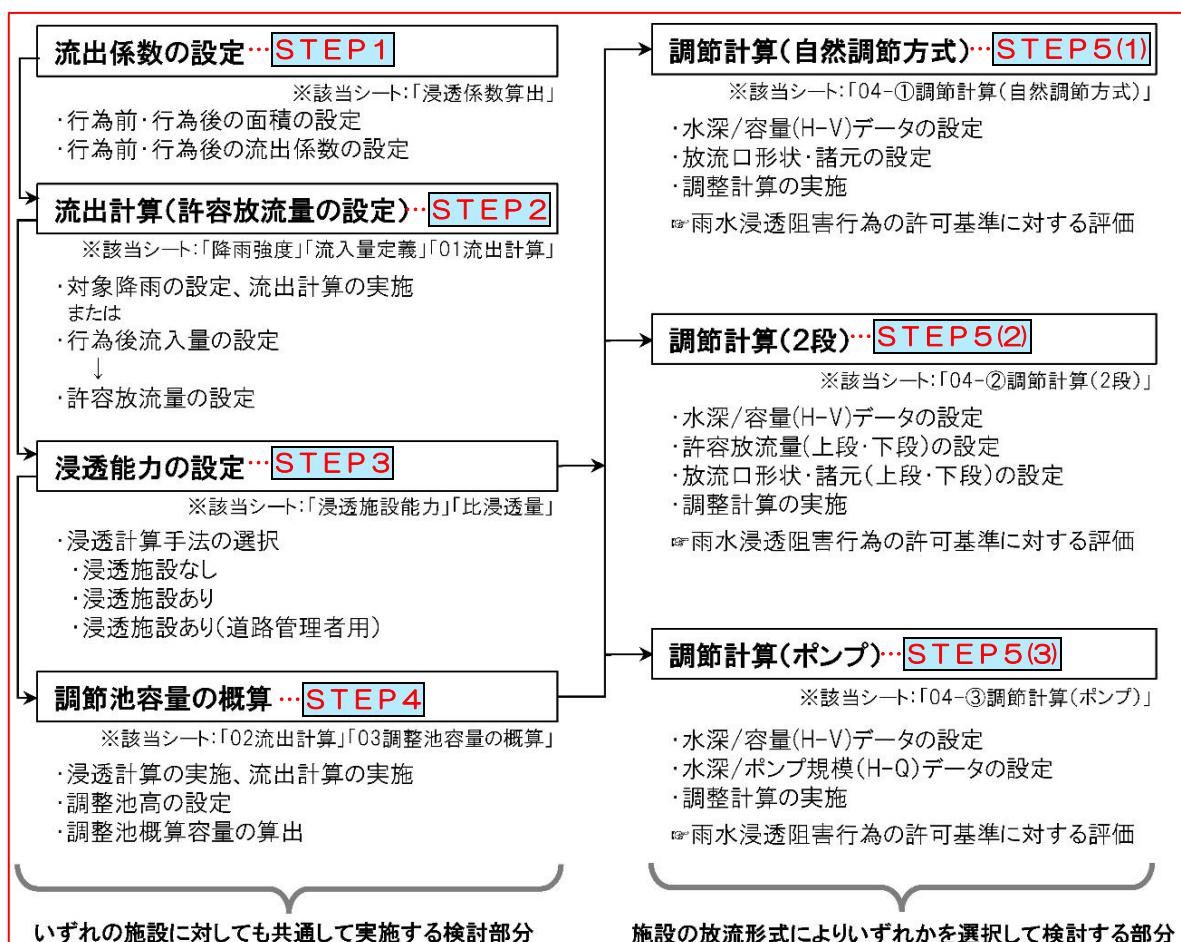 流出係数の設定…STEP1
※該当シート:「浸透係数算出」
・行為前・行為後の面積の設定
・行為前・行為後の流出係数の設定
流出計算(許容放流量の設定)…STEP2
※該当シート:「降雨強度」「流入量定義」「01流出計算」
・対象降雨の設定、流出計算の実施
または
・行為後流入量の設定
↓
・許容放流量の設定
浸透能力の設定…STEP3
※該当シート:「浸透施設能力」「比浸透量」
・浸透計算手法の選択
・浸透施設なし
・浸透施設あり
・浸透施設あり(道路管理者用)
調節池容量の概算…STEP4
※該当シート:「02流出計算」「03調整池容量の概算」
・浸透計算の実施、流出計算の実施
・調整池高の設定
・調整池概算容量の算出
いずれの施設に対しても共通して実施する検討部分
調節計算(自然調節方式)…STEP5(1)
※該当シート:「04-①調節計算(自然調節方式)」
・水深/容量(H-V)データの設定
・放流口形状・諸元の設定
・調整計算の実施
☞雨水浸透阻害行為の許可基準に対する評価
調節計算(2段)…STEP5(2)
※該当シート:「04-②調節計算(2段)」
・水深/容量(H-V)データの設定
・許容放流量(上段・下段)の設定
・放流口形状・諸元(上段・下段)の設定
・調整計算の実施
☞雨水浸透阻害行為の許可基準に対する評価
調節計算(ポンプ)…STEP5(3)
※該当シート:「04-③調節計算(ポンプ)」
・水深/容量(H-V)データの設定
・水深/ポンプ規模(H-Q)データの設定
・調整計算の実施
☞雨水浸透阻害行為の許可基準に対する評価
施設の放流形式によりいずれかを選択して検討する部分